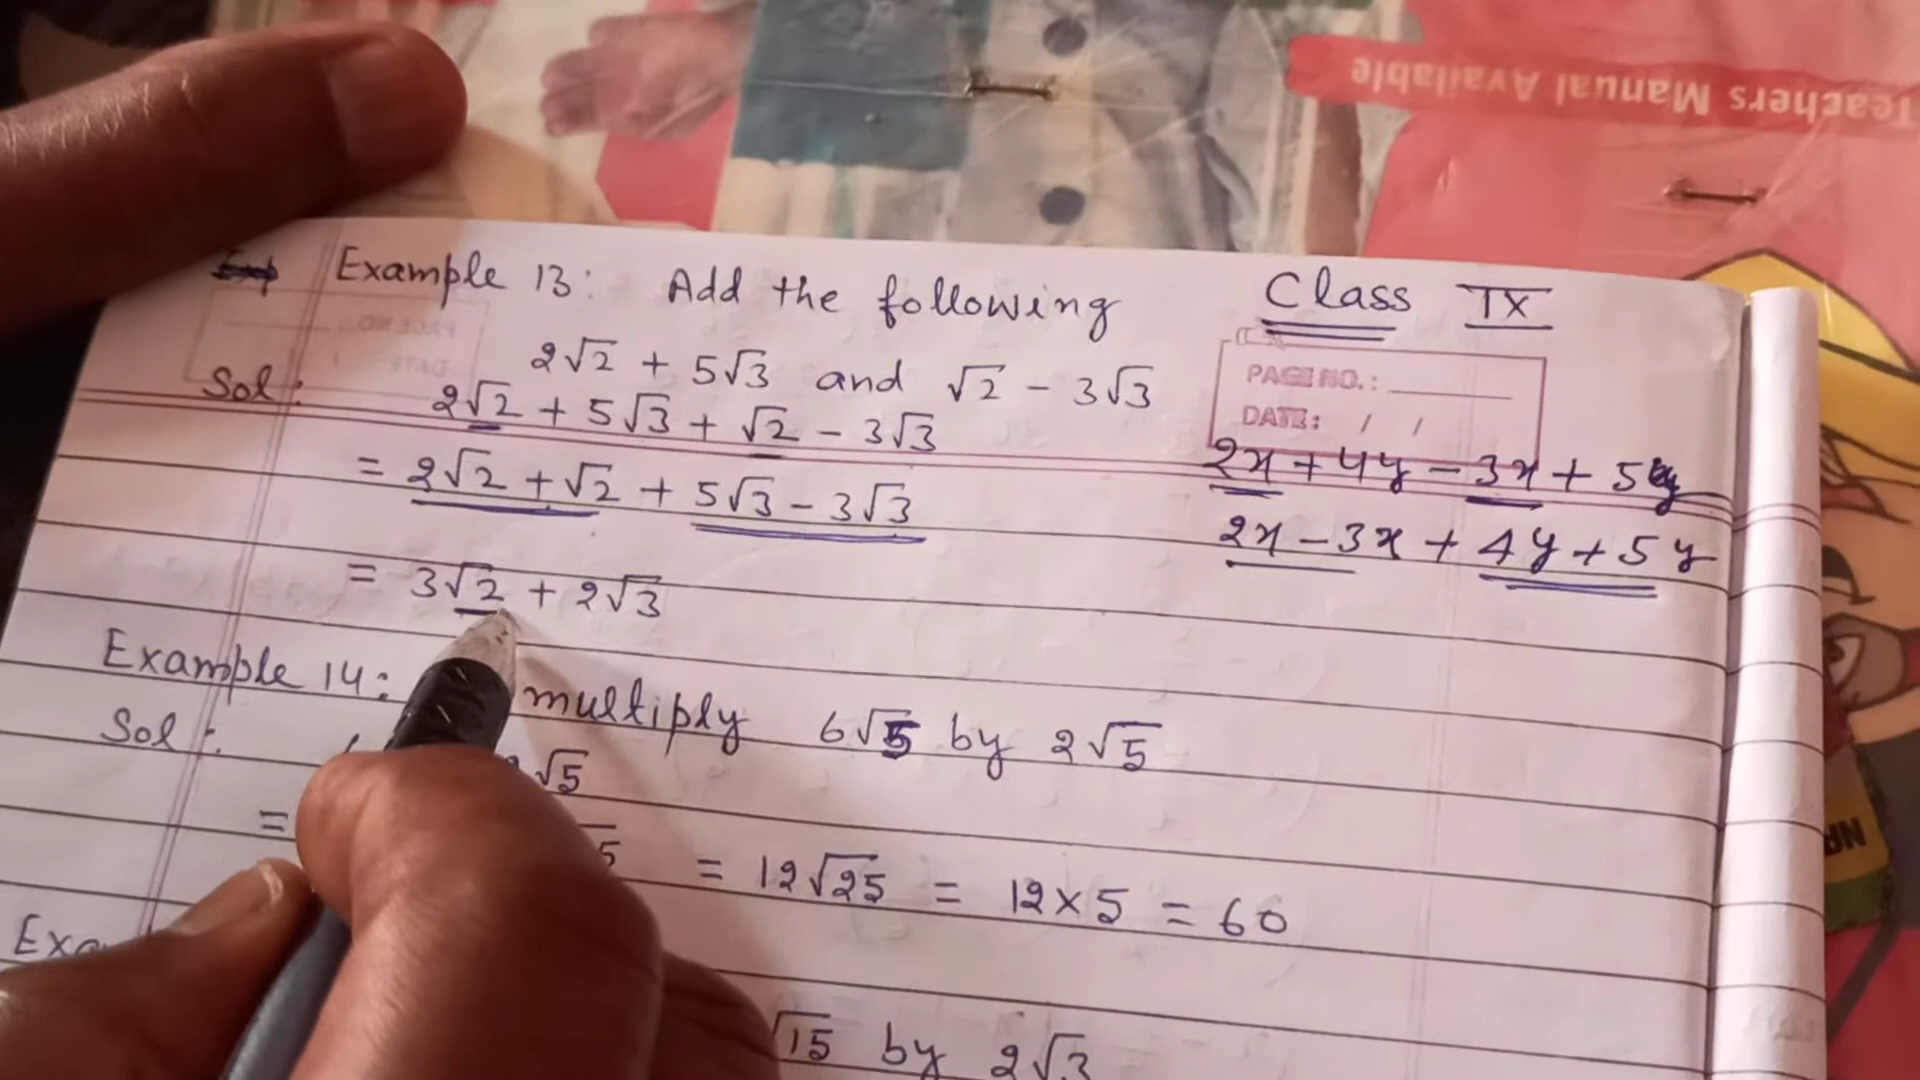 Teachers Manual Available
Example 13: Add the following
Class IX
2√2 + 5√3 and √2 - 3√3
PAGE NO.:
DATE: / /
Sol: 2√2 + 5√3 + √2 - 3√3
= 2√2 + √2 + 5√3 - 3√3
= 3√2 + 2√3
2x + 4y - 3x + 5y
2x - 3x + 4y + 5y
Example 14: multiply 6√5 by 2√5
Sol: √5
= 5 = 12√25 = 12×5 = 60
√15 by 2√3